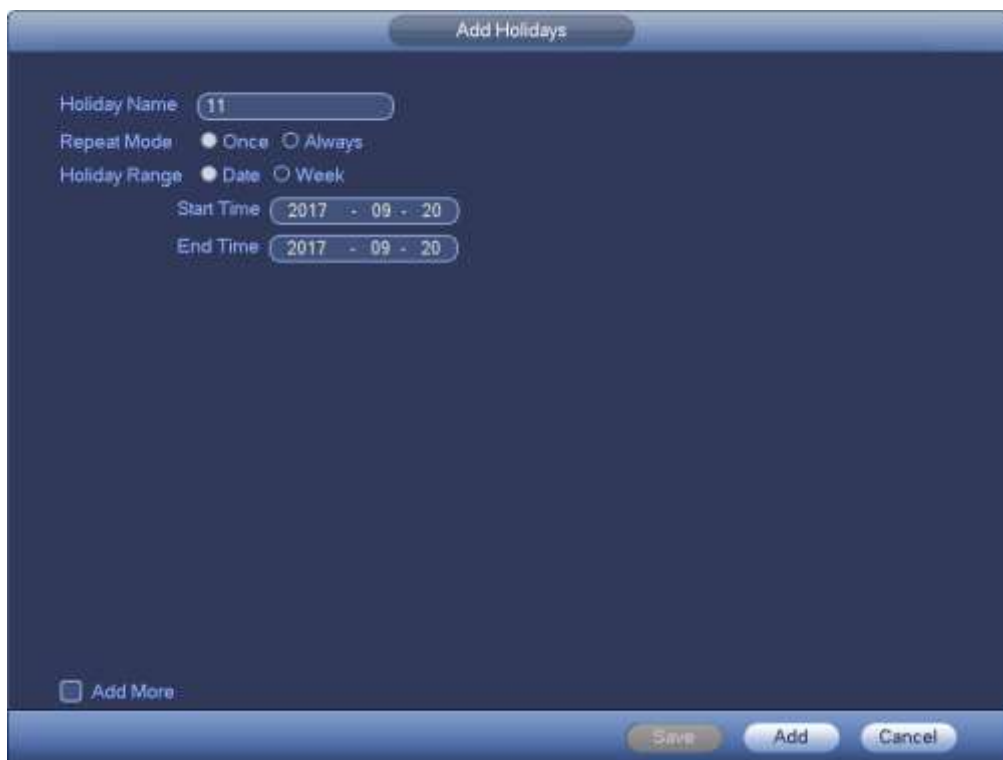 Add Holidays
Holiday Name 11
Repeat Mode Once Always
Holiday Range Date Week
Start Time 2017 - 09 - 20
End Time 2017 - 09 - 20
Add More
Save Add Cancel